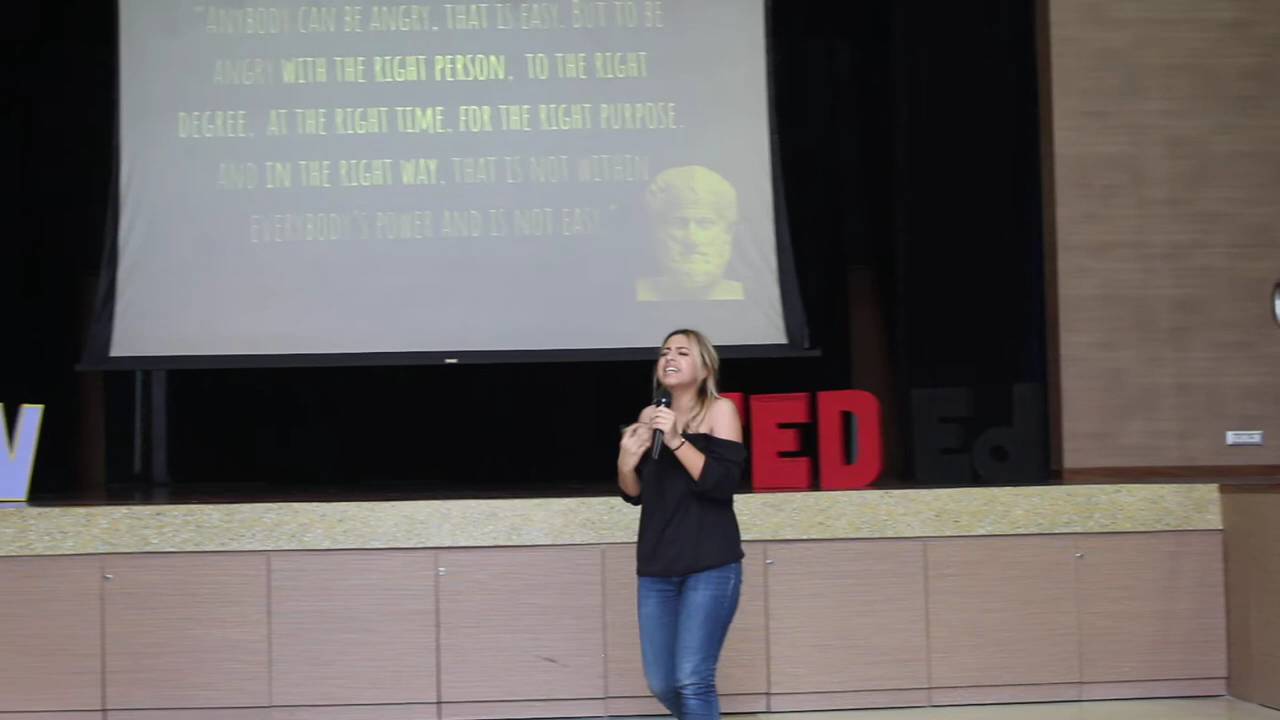 "ANYBODY CAN BE ANGRY, THAT IS EASY. BUT TO BE
ANGRY WITH THE RIGHT PERSON, TO THE RIGHT
DEGREE, AT THE RIGHT TIME, FOR THE RIGHT PURPOSE,
AND IN THE RIGHT WAY, THAT IS NOT WITHIN
EVERYBODY'S POWER AND IS NOT EASY."
TED Ed